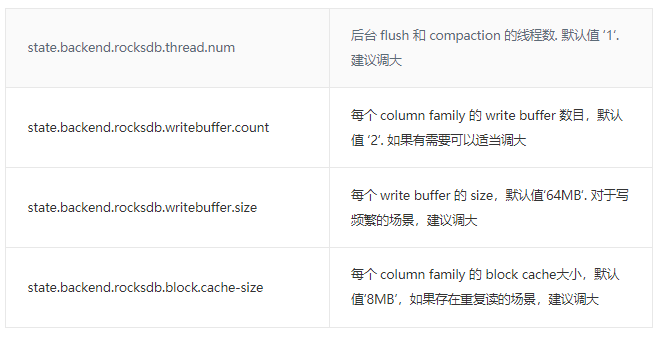 state.backend.rocksdb.thread.num
后台 flush 和 compaction 的线程数. 默认值 ‘1’.
建议调大
state.backend.rocksdb.writebuffer.count
每个 column family 的 write buffer 数目，默认
值 ‘2’. 如果有需要可以适当调大
state.backend.rocksdb.writebuffer.size
每个 write buffer 的 size，默认值‘64MB’. 对于写
频繁的场景，建议调大
state.backend.rocksdb.block.cache-size
每个 column family 的 block cache大小，默认
值‘8MB’，如果存在重复读的场景，建议调大